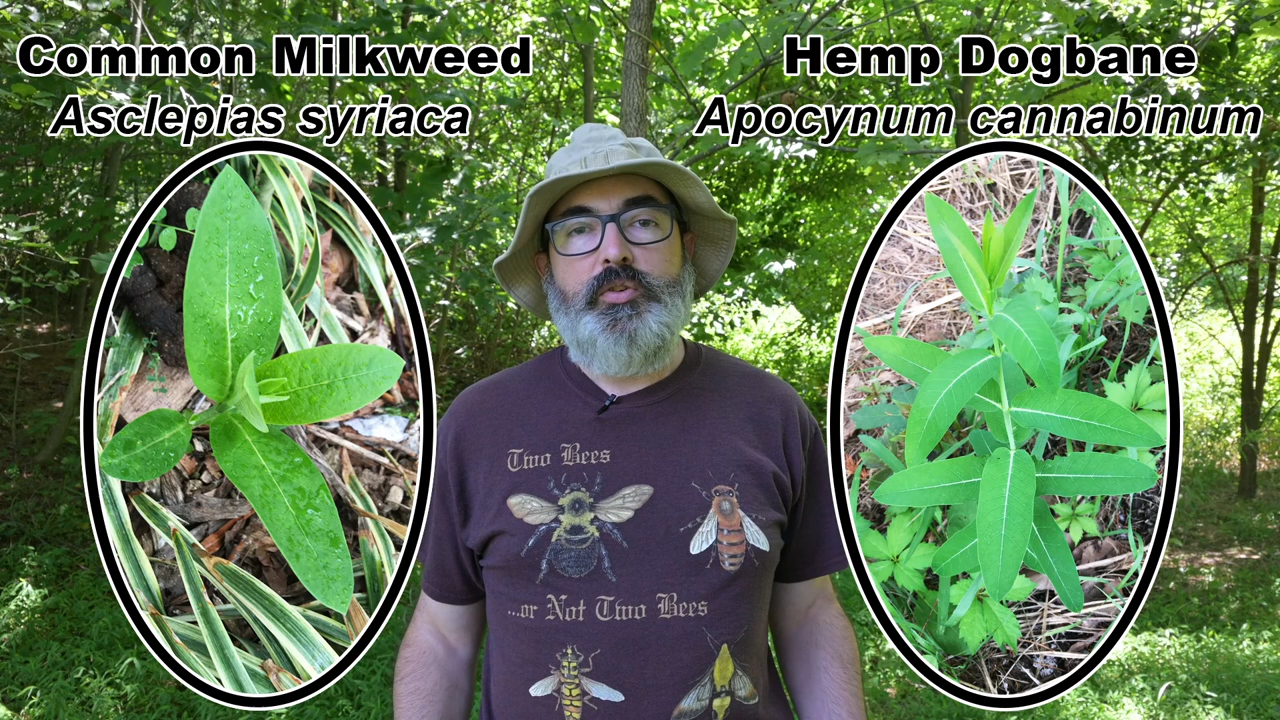 Common Milkweed
Asclepias syriaca
Hemp Dogbane
Apocynum cannabinum
Two Bees
...or Not Two Bees